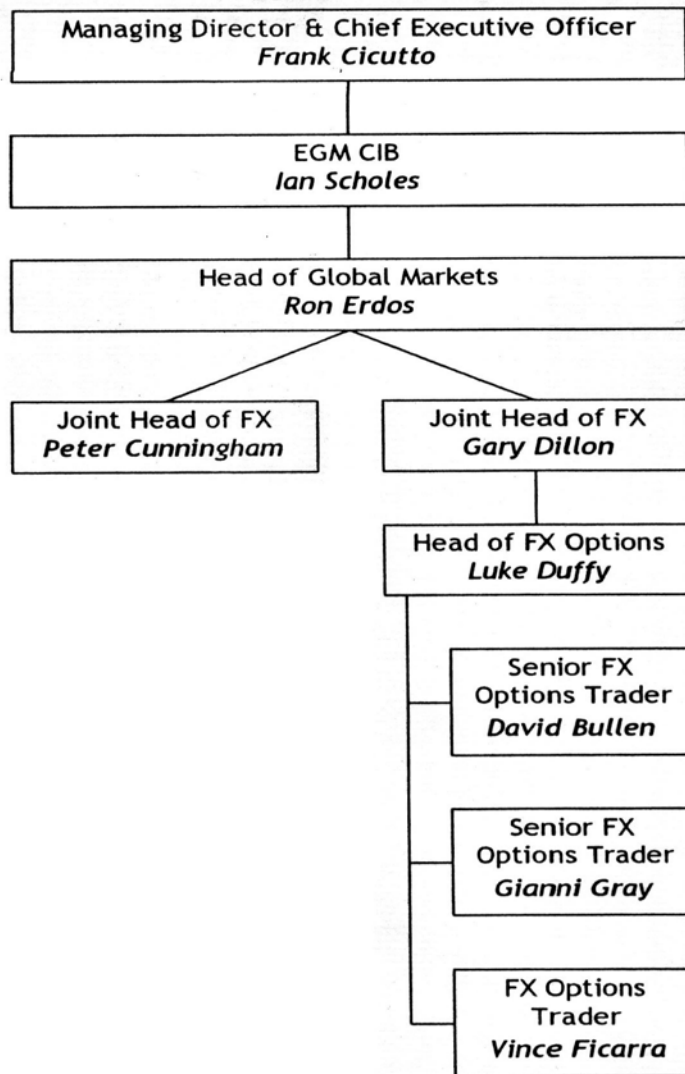 Managing Director & Chief Executive Officer
Frank Cicutto
EGM CIB
Ian Scholes
Head of Global Markets
Ron Erdos
Joint Head of FX
Peter Cunningham
Joint Head of FX
Gary Dillon
Head of FX Options
Luke Duffy
Senior FX
Options Trader
David Bullen
Senior FX
Options Trader
Gianni Gray
FX Options
Trader
Vince Ficarra